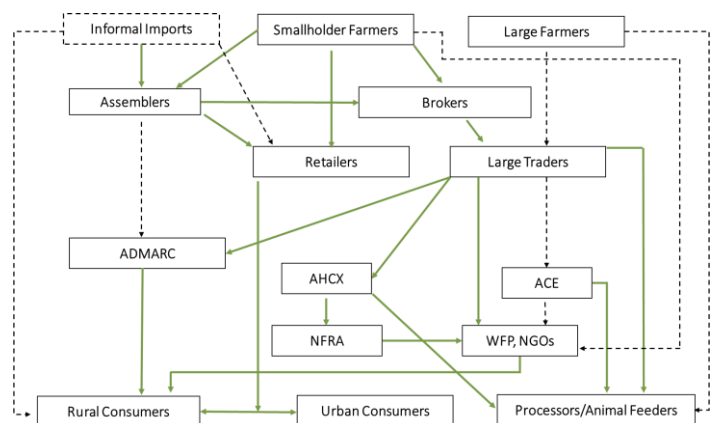 Informal Imports
Smallholder Farmers
Large Farmers
Assemblers
Brokers
Retailers
Large Traders
ADMARC
AHCX
ACE
NFRA
WFP, NGOs
Rural Consumers
Urban Consumers
Processors/Animal Feeders